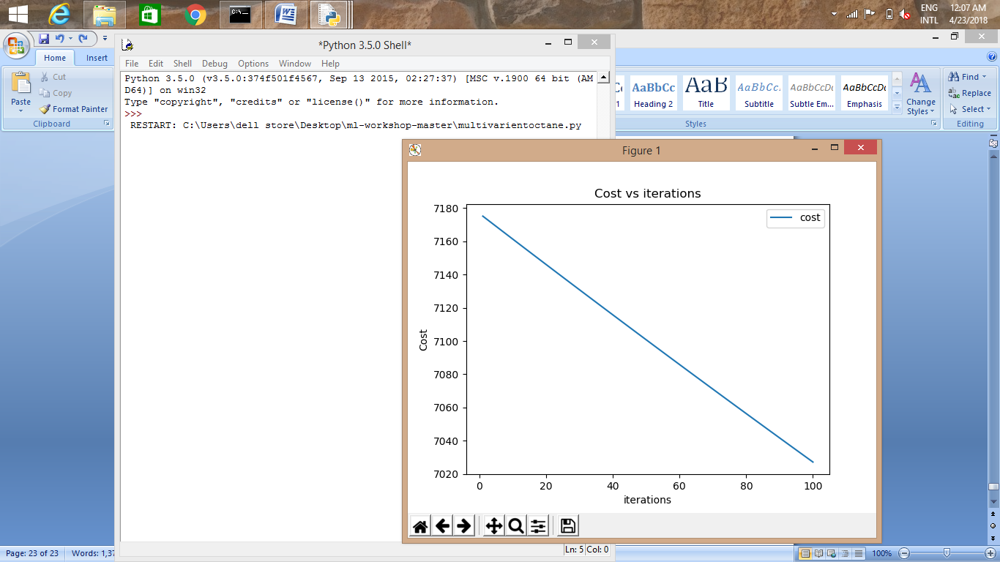 ENG 12:07 AM
INTL 4/23/2018
*Python 3.5.0 Shell*
Home Insert
File Edit Shell Debug Options Window Help
Paste
Cut
Copy
Format Painter
Clipboard
Python 3.5.0 (v3.5.0:374f501f4567, Sep 13 2015, 02:27:37) [MSC v.1900 64 bit (AM
D64)] on win32
Type "copyright", "credits" or "license()" for more information.
>>>
RESTART: C:\Users\dell store\Desktop\ml-workshop-master\multivarientoctane.py
AaBbCc AaB AaBbCc. AaBbCcDc AaBbCcDc
1 Heading 2 Title Subtitle Subtle Em... Emphasis
Change
Styles
Styles
Find
Replace
Select
Editing
Figure 1
Cost vs iterations
cost
7180
7160
7140
7120
7100
7080
7060
7040
7020
Cost
0 20 40 60 80 100
iterations
Ln: 5 Col: 0
Page: 23 of 23 Words: 1,37
100%